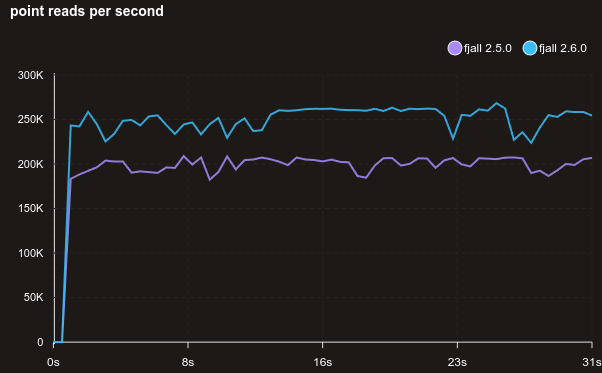 point reads per second
fjall 2.5.0 fjall 2.6.0
300K
250K
200K
150K
100K
50K
0
0s 8s 16s 23s 31s